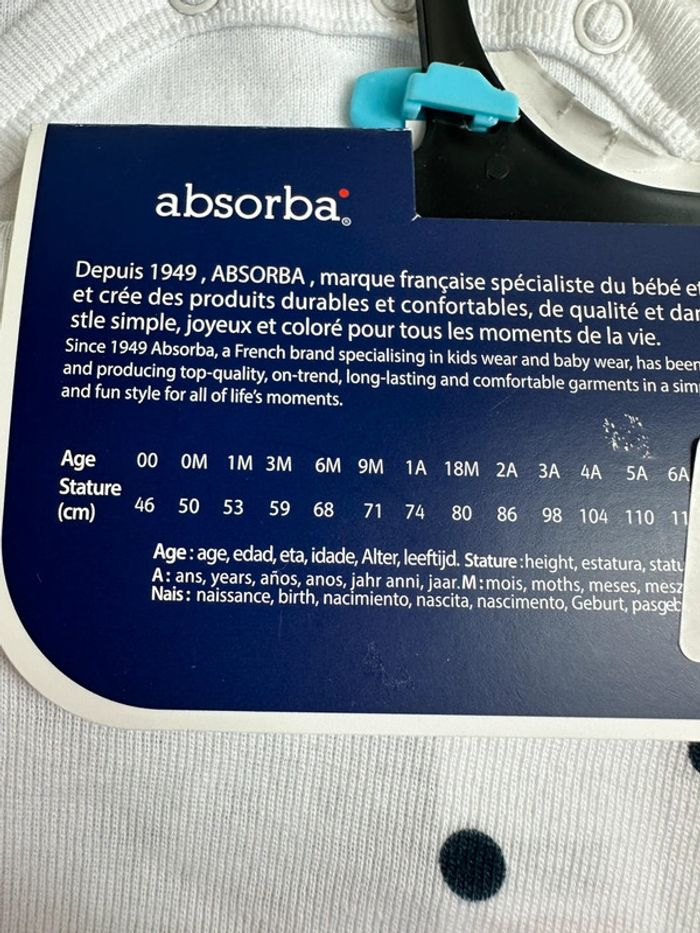 absorba®
Depuis 1949 , ABSORBA , marque française spécialiste du bébé et
et crée des produits durables et confortables, de qualité et dan
stle simple, joyeux et coloré pour tous les moments de la vie.
Since 1949 Absorba, a French brand specialising in kids wear and baby wear, has been
and producing top-quality, on-trend, long-lasting and comfortable garments in a sim
and fun style for all of life's moments.
Age 00 0M 1M 3M 6M 9M 1A 18M 2A 3A 4A 5A 6A
Stature
(cm) 46 50 53 59 68 71 74 80 86 98 104 110 11
Age : age, edad, eta, idade, Alter, leeftijd. Stature : height, estatura, statu
A : ans, years, años, anos, jahr anni, jaar. M : mois, moths, meses, mesz
Nais : naissance, birth, nacimiento, nascita, nascimento, Geburt, pasgeb